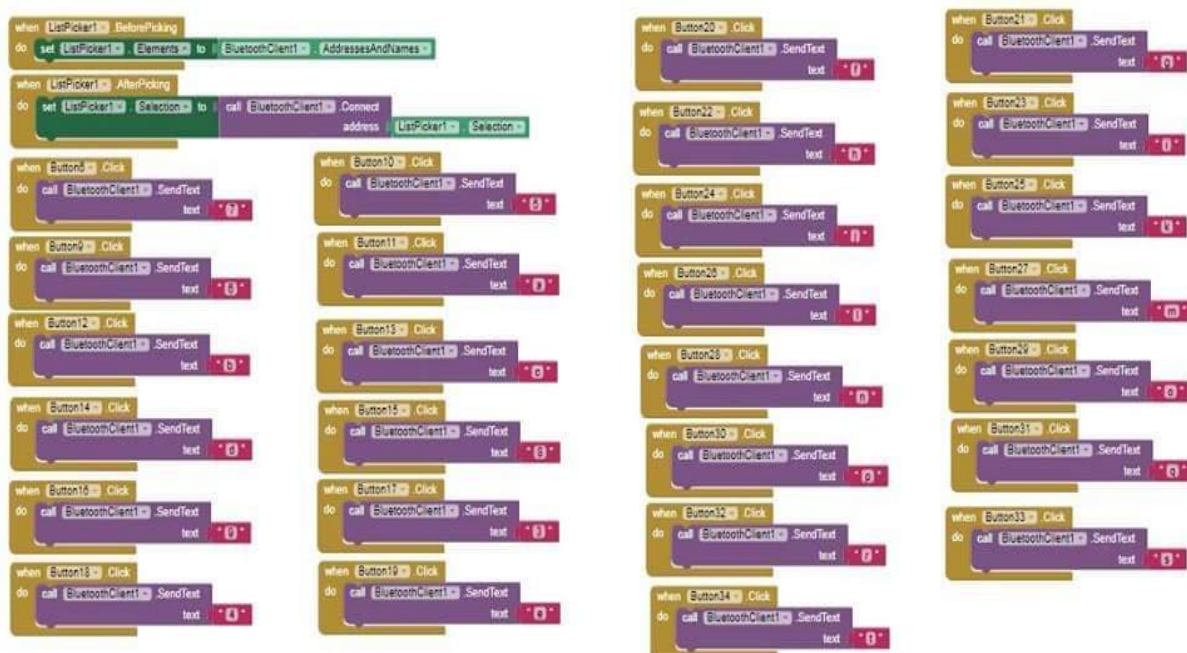 when ListPicker1 .BeforePicking
do set ListPicker1 . Elements to BluetoothClient1 . AddressesAndNames
when ListPicker1 .AfterPicking
do set ListPicker1 . Selection to call BluetoothClient1 .Connect
address ListPicker1 . Selection
when .Click
do call BluetoothClient1 .SendText
text "7"
when Button10 .Click
do call BluetoothClient1 .SendText
text "5"
when Button9 .Click
do call BluetoothClient1 .SendText
text
when Button11 .Click
do call BluetoothClient1 .SendText
text "a"
when Button12 .Click
do call BluetoothClient1 .SendText
text "b"
when Button13 .Click
do call BluetoothClient1 .SendText
text "c"
when Button14 .Click
do call BluetoothClient1 .SendText
text "d"
when Button15 .Click
do call BluetoothClient1 .SendText
text "8"
when Button16 .Click
do call BluetoothClient1 .SendText
text
when Button17 .Click
do call BluetoothClient1 .SendText
text "3"
when Button18 .Click
do call BluetoothClient1 .SendText
text "4"
when Button19 .Click
do call BluetoothClient1 .SendText
text "e"
when Button20 .Click
do call BluetoothClient1 .SendText
text "f"
when Button21 .Click
do call BluetoothClient1 .SendText
text "g"
when Button22 .Click
do call BluetoothClient1 .SendText
text "h"
when Button23 .Click
do call BluetoothClient1 .SendText
text "i"
when Button24 .Click
do call BluetoothClient1 .SendText
text "j"
when Button25 .Click
do call BluetoothClient1 .SendText
text "k"
when Button26 .Click
do call BluetoothClient1 .SendText
text "l"
when Button27 .Click
do call BluetoothClient1 .SendText
text "m"
when Button28 .Click
do call BluetoothClient1 .SendText
text "n"
when Button29 .Click
do call BluetoothClient1 .SendText
text "o"
when Button30 .Click
do call BluetoothClient1 .SendText
text "p"
when Button31 .Click
do call BluetoothClient1 .SendText
text "q"
when Button32 .Click
do call BluetoothClient1 .SendText
text "r"
when Button33 .Click
do call BluetoothClient1 .SendText
text "s"
when Button34 .Click
do call BluetoothClient1 .SendText
text "t"